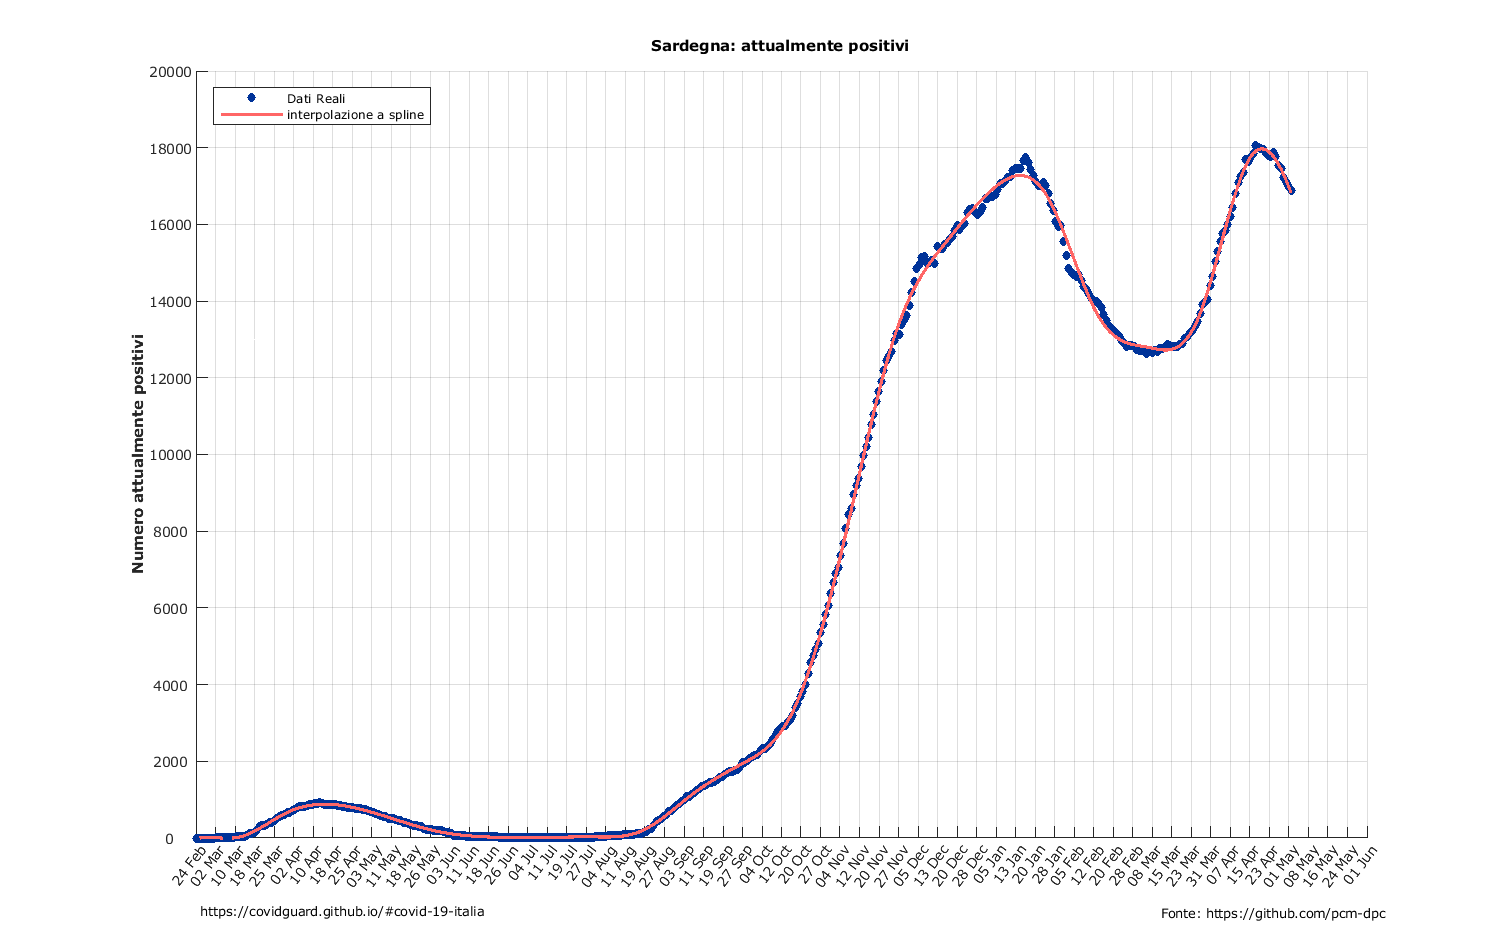 Sardegna: attualmente positivi
20000
18000
16000
14000
12000
10000
8000
6000
4000
2000
0
Numero attualmente positivi
Dati Reali
interpolazione a spline
24 Feb
02 Mar
10 Mar
18 Mar
25 Mar
02 Apr
10 Apr
18 Apr
25 Apr
03 May
11 May
18 May
26 May
03 Jun
11 Jun
18 Jun
26 Jun
04 Jul
11 Jul
19 Jul
27 Jul
04 Aug
11 Aug
19 Aug
27 Aug
03 Sep
11 Sep
19 Sep
27 Sep
04 Oct
12 Oct
20 Oct
27 Oct
04 Nov
12 Nov
20 Nov
27 Nov
05 Dec
13 Dec
20 Dec
28 Dec
05 Jan
13 Jan
20 Jan
28 Jan
05 Feb
12 Feb
20 Feb
28 Feb
08 Mar
15 Mar
23 Mar
31 Mar
07 Apr
15 Apr
23 Apr
01 May
08 May
16 May
24 May
01 Jun
https://covidguard.github.io/#covid-19-italia
Fonte: https://github.com/pcm-dpc